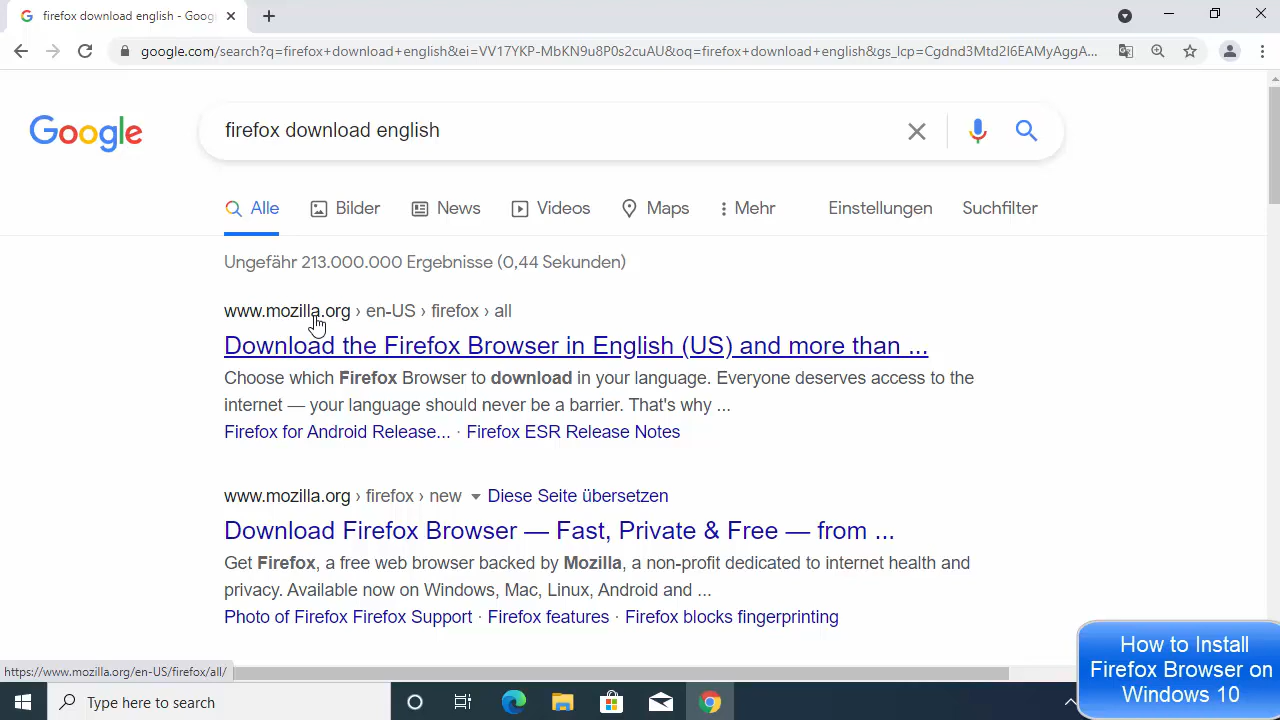 firefox download english - Goog
google.com/search?q=firefox+download+english&ei=VV17YKP-MbKN9u8P0s2cuAU&oq=firefox+download+english&gs_lcp=Cgdnd3Mtd2l6EAMyAggA...
Google
firefox download english
Alle Bilder News Videos Maps Mehr Einstellungen Suchfilter
Ungefähr 213.000.000 Ergebnisse (0,44 Sekunden)
www.mozilla.org › en-US › firefox › all
Download the Firefox Browser in English (US) and more than ...
Choose which Firefox Browser to download in your language. Everyone deserves access to the
internet — your language should never be a barrier. That's why ...
Firefox for Android Release... · Firefox ESR Release Notes
www.mozilla.org › firefox › new Diese Seite übersetzen
Download Firefox Browser — Fast, Private & Free — from ...
Get Firefox, a free web browser backed by Mozilla, a non-profit dedicated to internet health and
privacy. Available now on Windows, Mac, Linux, Android and ...
Photo of Firefox Firefox Support · Firefox features · Firefox blocks fingerprinting
https://www.mozilla.org/en-US/firefox/all/
How to Install
Firefox Browser on
Windows 10
Type here to search